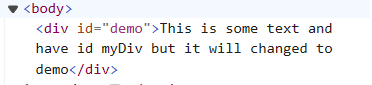 <body>
<div id="demo">This is some text and
have id myDiv but it will changed to
demo</div>